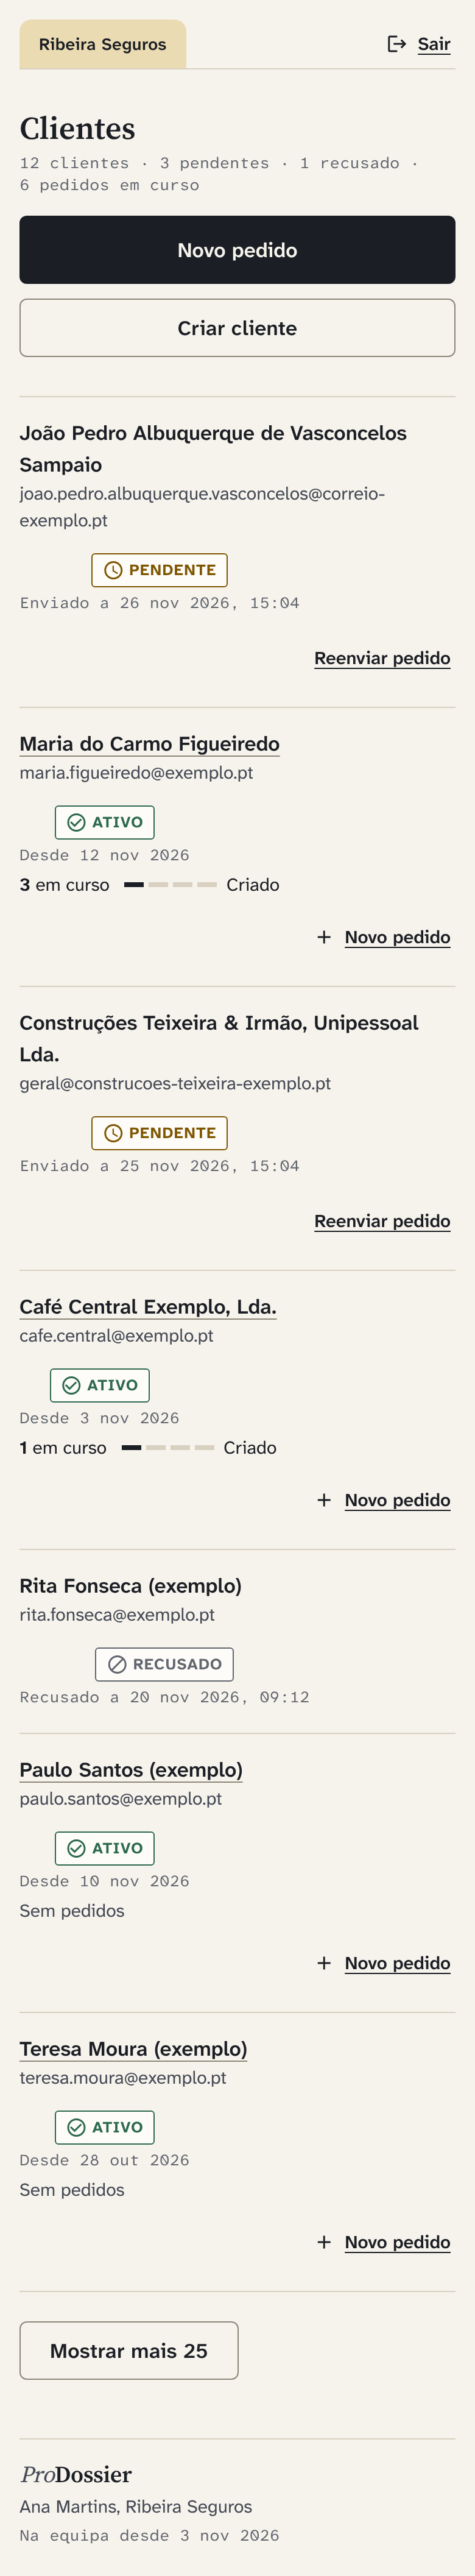 Ribeira Seguros
Sair
Clientes
12 clientes · 3 pendentes · 1 recusado ·
6 pedidos em curso
Novo pedido
Criar cliente
João Pedro Albuquerque de Vasconcelos
Sampaio
joao.pedro.albuquerque.vasconcelos@correio-
exemplo.pt
PENDENTE
Enviado a 26 nov 2026, 15:04
Reenviar pedido
Maria do Carmo Figueiredo
maria.figueiredo@exemplo.pt
ATIVO
Desde 12 nov 2026
3 em curso Criado
+ Novo pedido
Construções Teixeira & Irmão, Unipessoal
Lda.
geral@construcoes-teixeira-exemplo.pt
PENDENTE
Enviado a 25 nov 2026, 15:04
Reenviar pedido
Café Central Exemplo, Lda.
cafe.central@exemplo.pt
ATIVO
Desde 3 nov 2026
1 em curso Criado
+ Novo pedido
Rita Fonseca (exemplo)
rita.fonseca@exemplo.pt
RECUSADO
Recusado a 20 nov 2026, 09:12
Paulo Santos (exemplo)
paulo.santos@exemplo.pt
ATIVO
Desde 10 nov 2026
Sem pedidos
+ Novo pedido
Teresa Moura (exemplo)
teresa.moura@exemplo.pt
ATIVO
Desde 28 out 2026
Sem pedidos
+ Novo pedido
Mostrar mais 25
ProDossier
Ana Martins, Ribeira Seguros
Na equipa desde 3 nov 2026